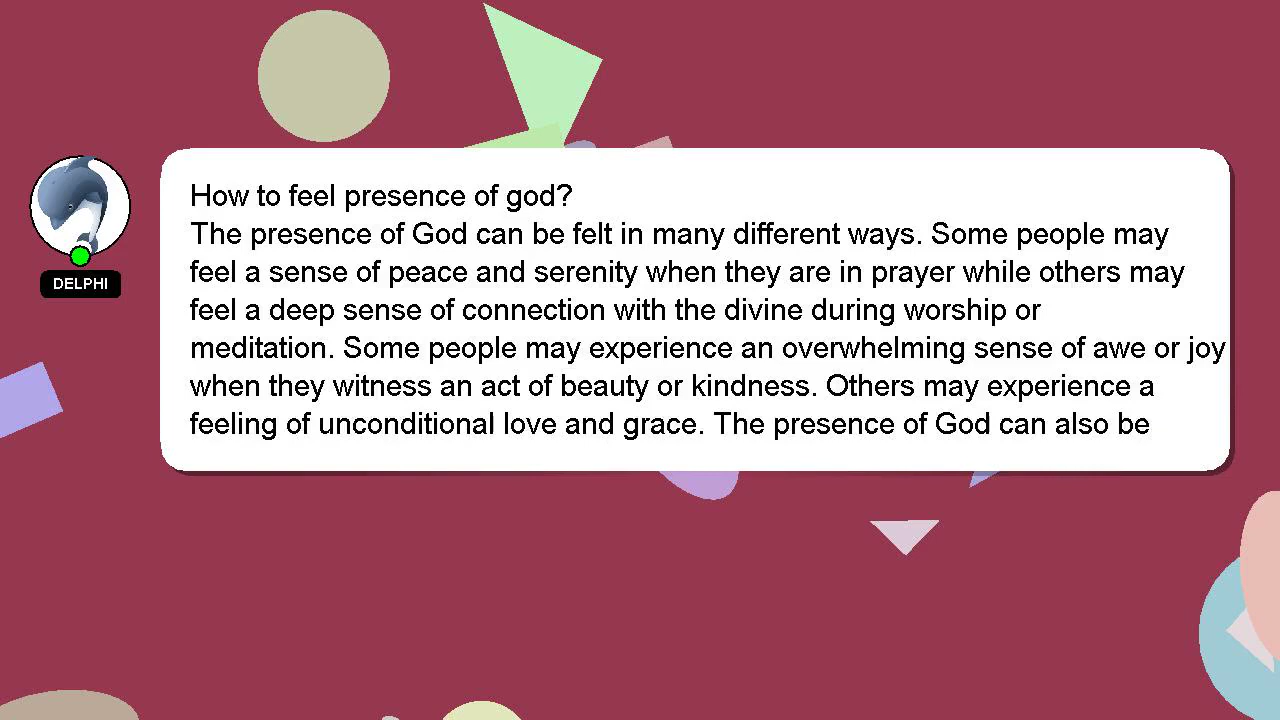 How to feel presence of god?
The presence of God can be felt in many different ways. Some people may
feel a sense of peace and serenity when they are in prayer while others may
feel a deep sense of connection with the divine during worship or
meditation. Some people may experience an overwhelming sense of awe or joy
when they witness an act of beauty or kindness. Others may experience a
feeling of unconditional love and grace. The presence of God can also be
DELPHI